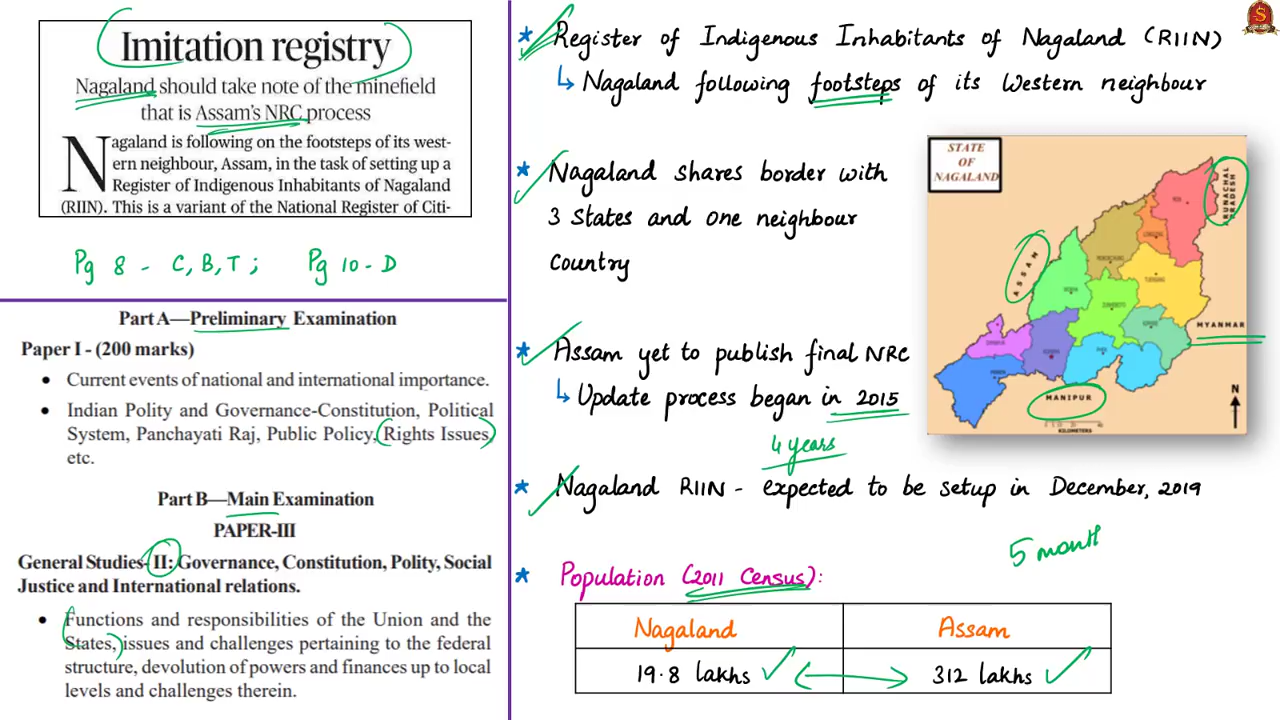 Imitation registry
Nagaland should take note of the minefield
that is Assam's NRC process
Nagaland is following on the footsteps of its west-
ern neighbour, Assam, in the task of setting up a
Register of Indigenous Inhabitants of Nagaland
(RIIN). This is a variant of the National Register of Citi-
Pg 8 - C, B, T ; Pg 10 - D
Part A—Preliminary Examination
Paper I - (200 marks)
• Current events of national and international importance.
• Indian Polity and Governance-Constitution, Political
System, Panchayati Raj, Public Policy, (Rights Issues)
etc.
Part B—Main Examination
PAPER-III
General Studies- II: Governance, Constitution, Polity, Social
Justice and International relations.
• Functions and responsibilities of the Union and the
States, issues and challenges pertaining to the federal
structure, devolution of powers and finances up to local
levels and challenges therein.
* Register of Indigenous Inhabitants of Nagaland (RIIN)
↳ Nagaland following footsteps of its Western neighbour
* Nagaland shares border with
3 States and one neighbour
country
STATE
OF
NAGALAND
ASSAM
MYANMAR
MANIPUR
N
KILOMETERS
* Assam yet to publish final NRC
↳ Update process began in 2015
4 years
* Nagaland RIIN - expected to be setup in December, 2019
5 month
* Population (2011 Census):
Nagaland Assam
19.8 lakhs 312 lakhs